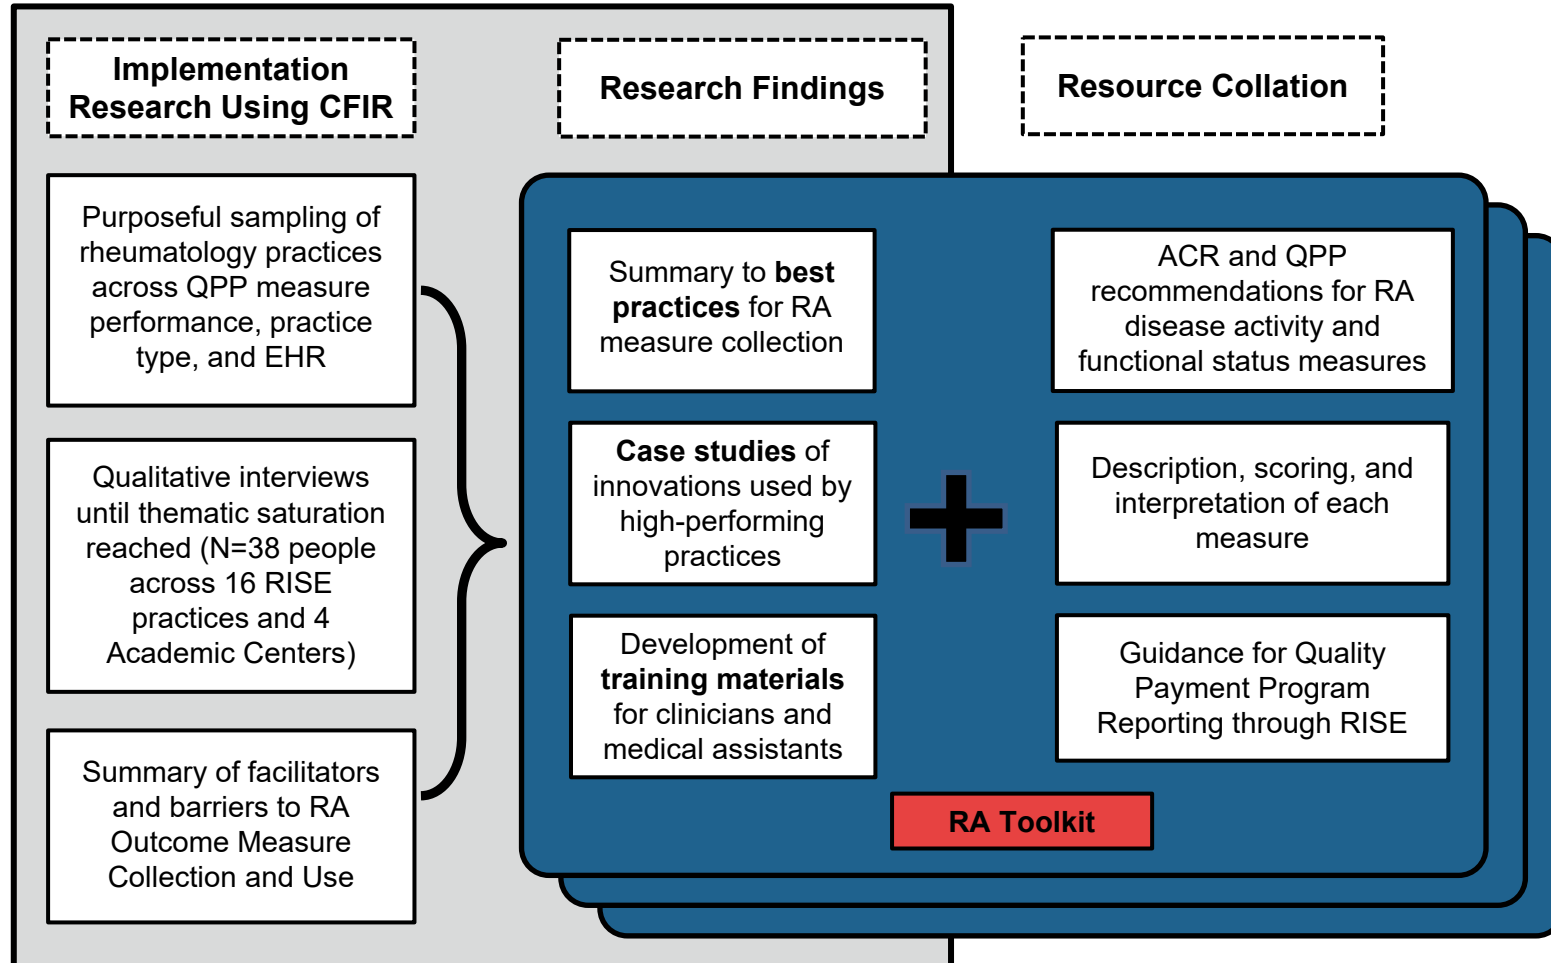 Implementation
Research Using CFIR
Research Findings
Resource Collation
Purposeful sampling of
rheumatology practices
across QPP measure
performance, practice
type, and EHR
Qualitative interviews
until thematic saturation
reached (N=38 people
across 16 RISE
practices and 4
Academic Centers)
Summary of facilitators
and barriers to RA
Outcome Measure
Collection and Use
Summary to best
practices for RA
measure collection
Case studies of
innovations used by
high-performing
practices
Development of
training materials
for clinicians and
medical assistants
ACR and QPP
recommendations for RA
disease activity and
functional status measures
Description, scoring, and
interpretation of each
measure
Guidance for Quality
Payment Program
Reporting through RISE
RA Toolkit